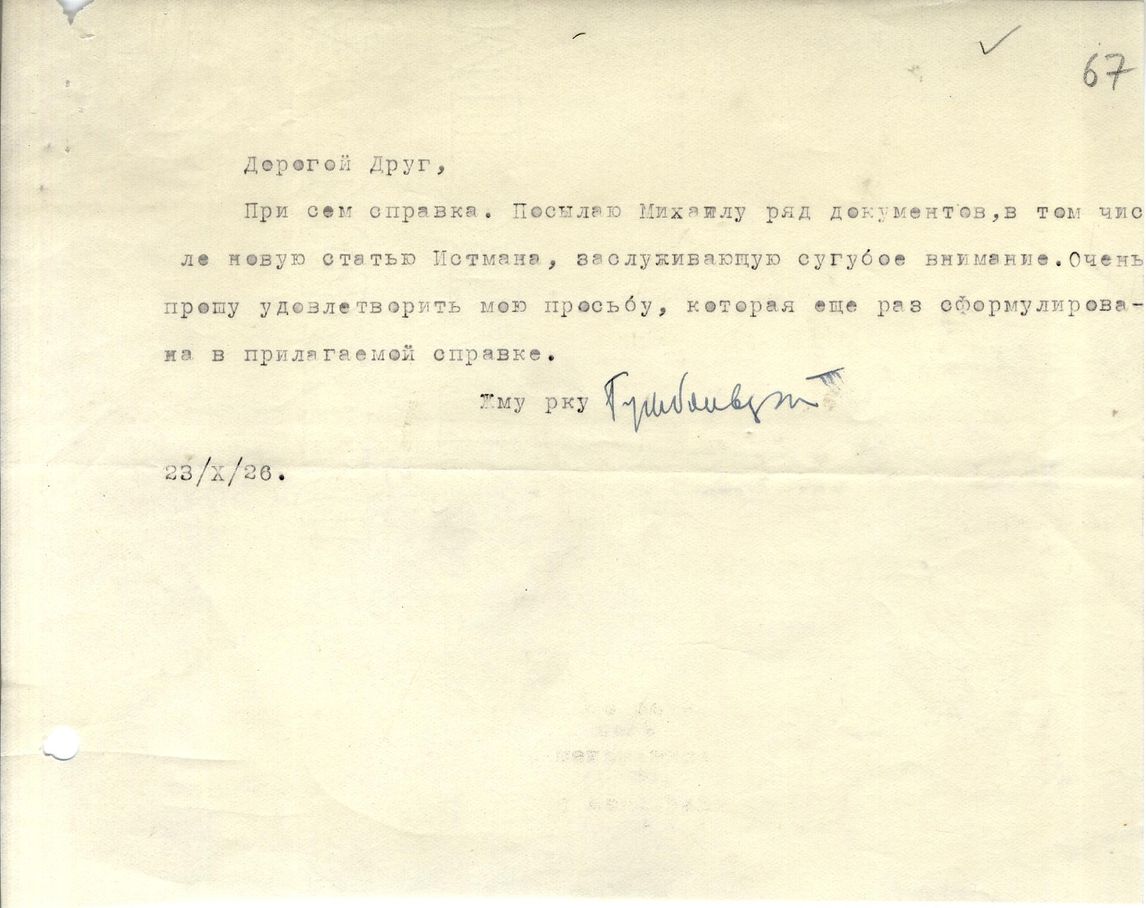 67
Дорогой Друг,
При сем справка. Посылаю Михаилу ряд документов,в том чис
ле новую статью Истмана, заслуживающую сугубое внимание.Очень
прошу удовлетворить мою просьбу, которая еще раз сформулирова-
на в прилагаемой справке.
Жму рку
23/X/26.